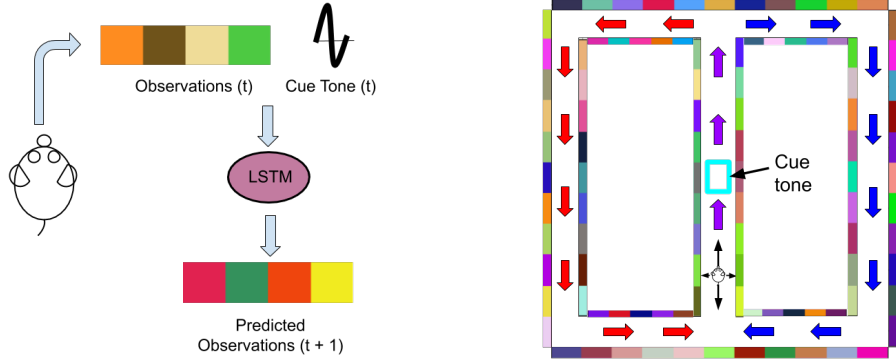 Observations (t)
Cue Tone (t)
LSTM
Predicted
Observations (t + 1)
Cue
tone